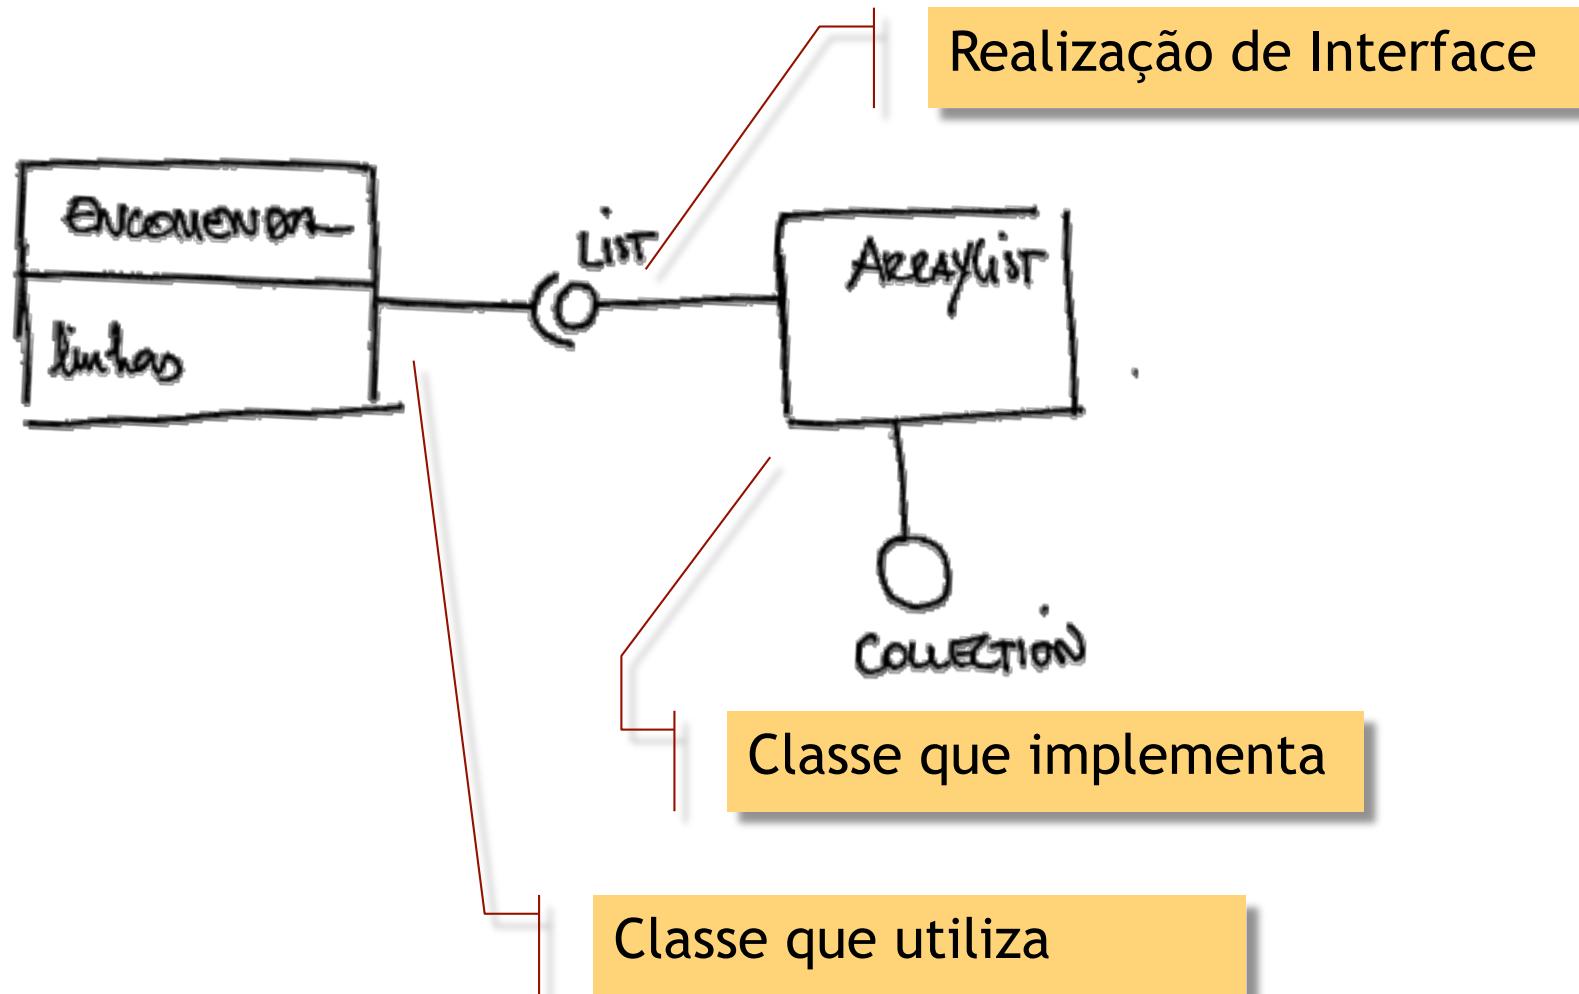 Realização de Interface
ENCOMENDA
LIST
ARRAYLIST
linhas
COLLECTION
Classe que implementa
Classe que utiliza